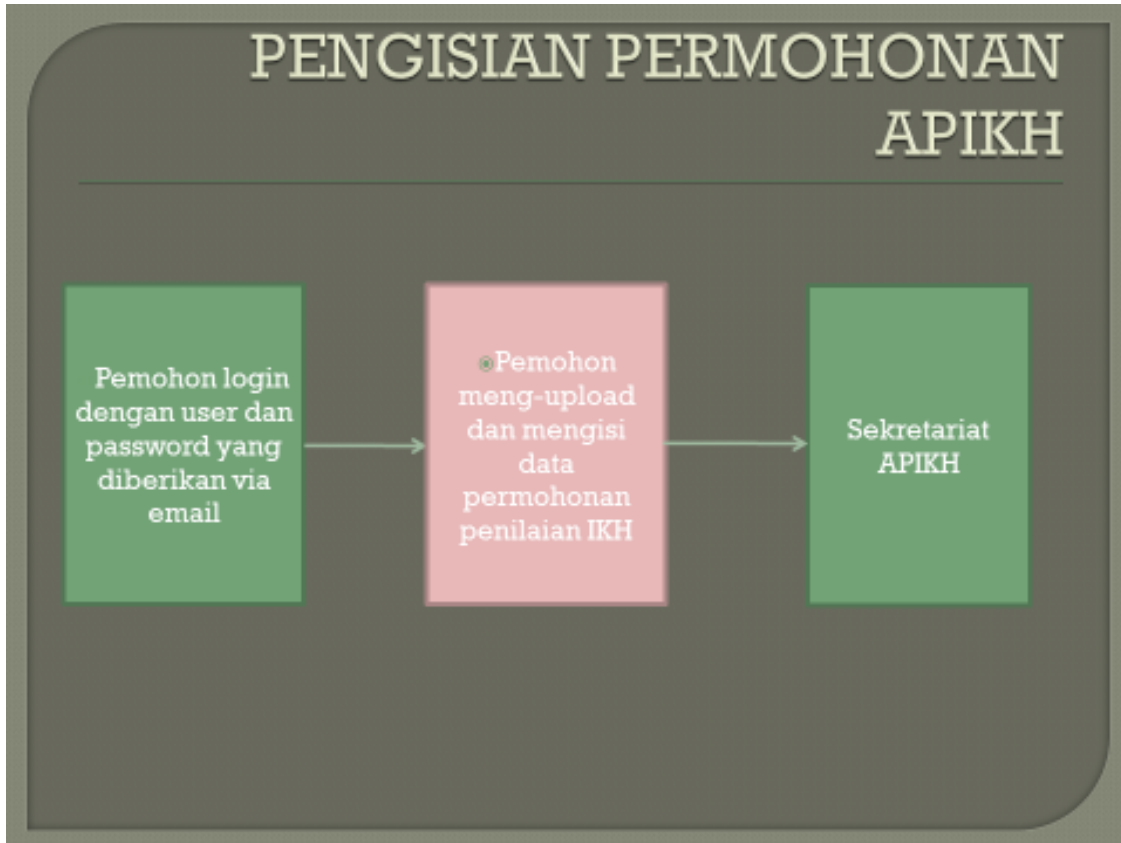 PENGISIAN PERMOHONAN
APIKH
Pemohon login
dengan user dan
password yang
diberikan via
email
Pemohon
meng-upload
dan mengisi
data
permohonan
penilaian IKH
Sekretariat
APIKH